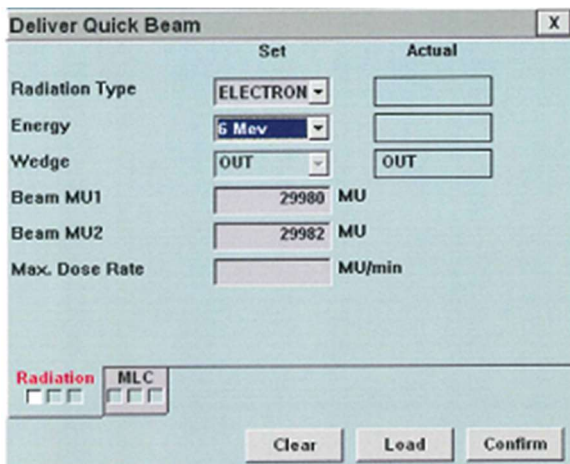 Deliver Quick Beam X
Set Actual
Radiation Type ELECTRON
Energy 6 Mev
Wedge OUT OUT
Beam MU1 29980 MU
Beam MU2 29982 MU
Max. Dose Rate MU/min
Radiation MLC
Clear Load Confirm